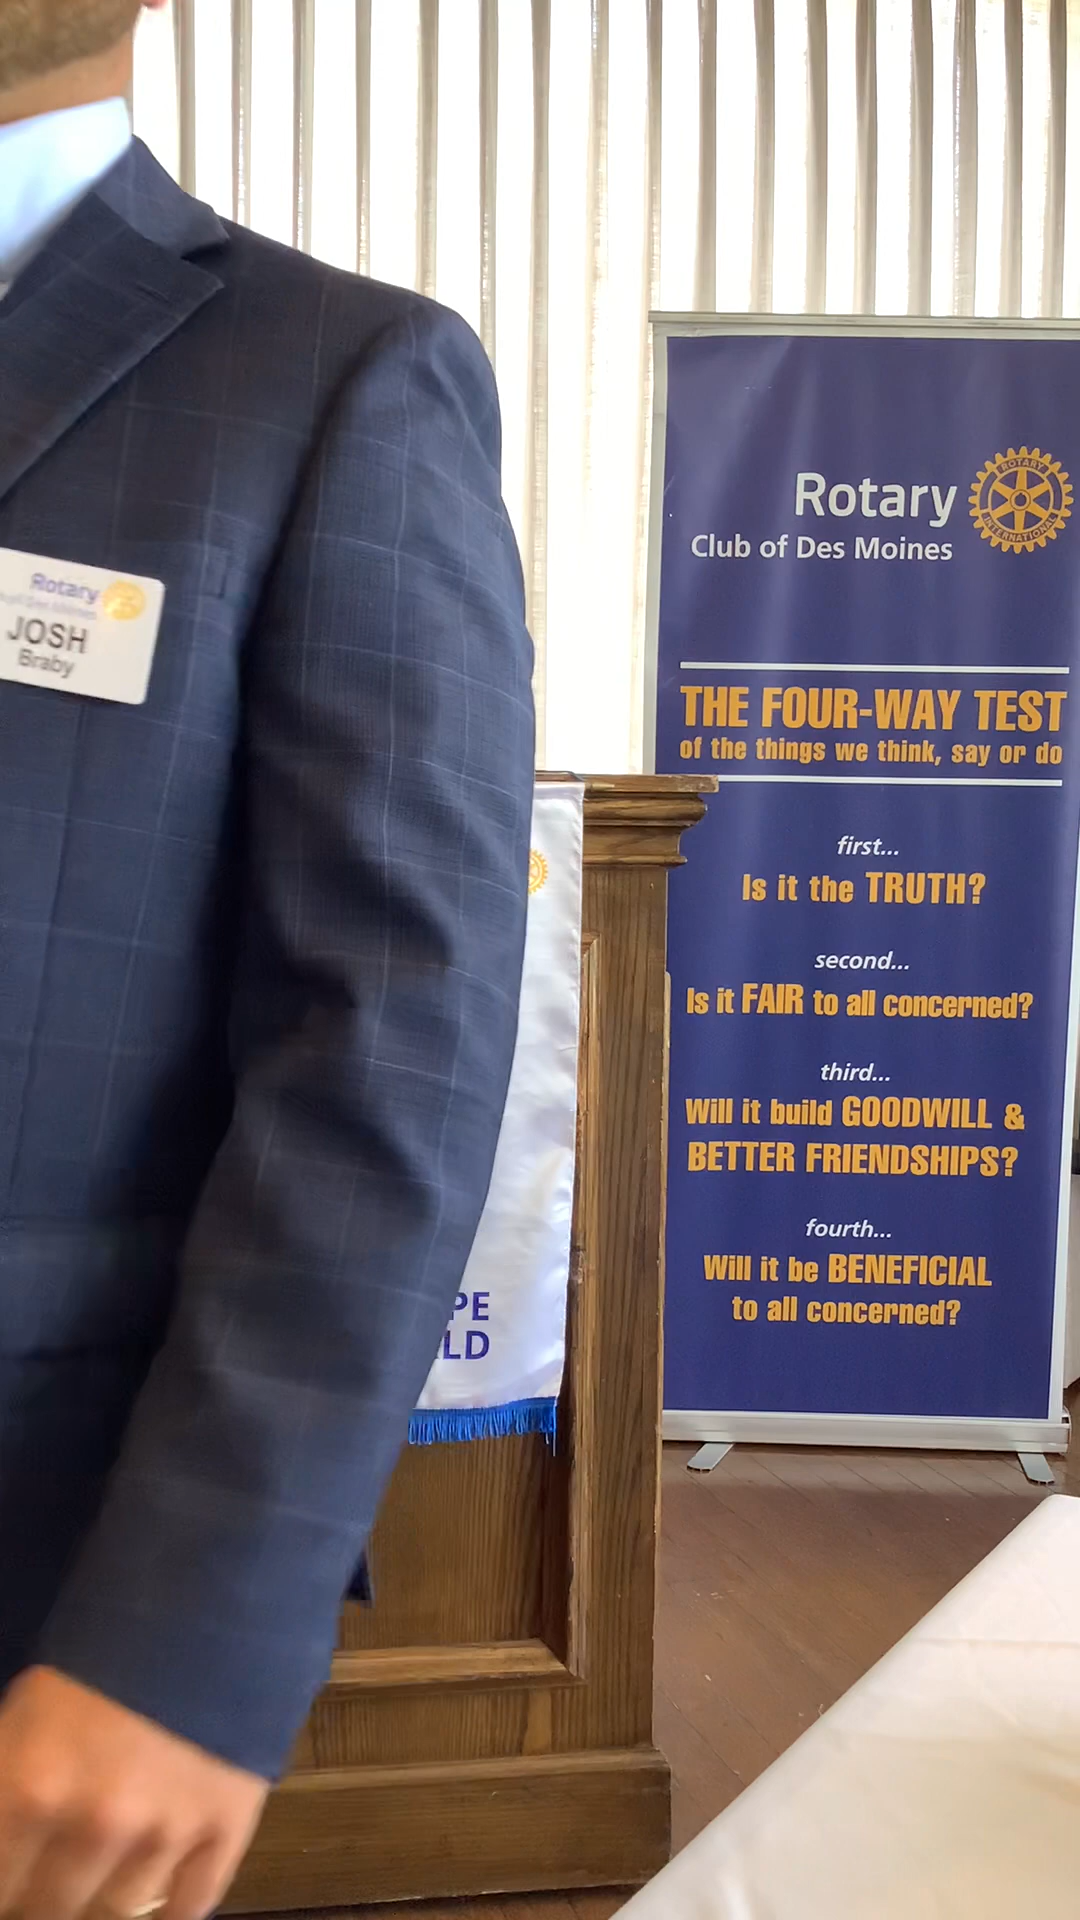 Rotary
JOSH
Braby
PE
LD
Rotary
ROTARY
INTERNATIONAL
Club of Des Moines
THE FOUR-WAY TEST
of the things we think, say or do
first...
Is it the TRUTH?
second...
Is it FAIR to all concerned?
third...
Will it build GOODWILL &
BETTER FRIENDSHIPS?
fourth...
Will it be BENEFICIAL
to all concerned?